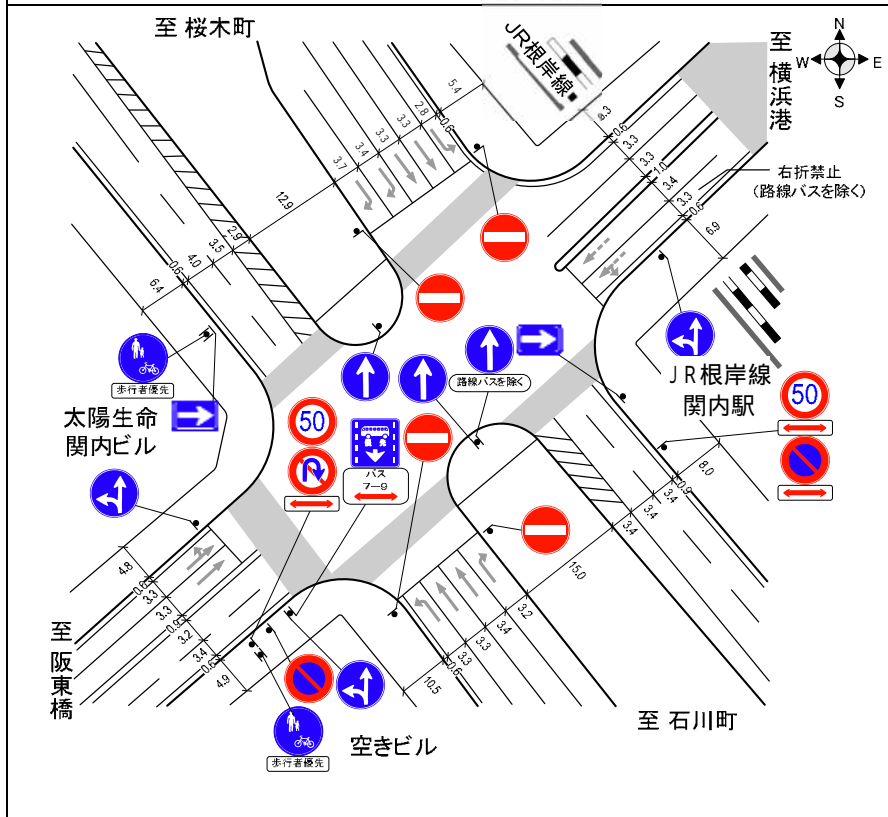 至 桜木町
JR根岸線
至 横浜港
N
W
E
S
5.4
8.3
0.6
3.3
3.3
1.0
3.4
3.3
0.6
6.9
右折禁止
(路線バスを除く)
3.7
3.4
3.3
3.3
2.8
0.6
12.9
2.9
3.5
4.0
0.6
6.4
歩行者優先
太陽生命
関内ビル
路線バスを除く
JR根岸線
関内駅
50
50
バス
7-9
8.0
0.9
3.4
3.4
3.4
3.4
15.0
3.2
3.4
3.3
3.3
0.6
10.5
4.8
0.6
3.3
3.3
0.9
3.2
3.4
0.6
4.9
至 阪東橋
歩行者優先
空きビル
至 石川町